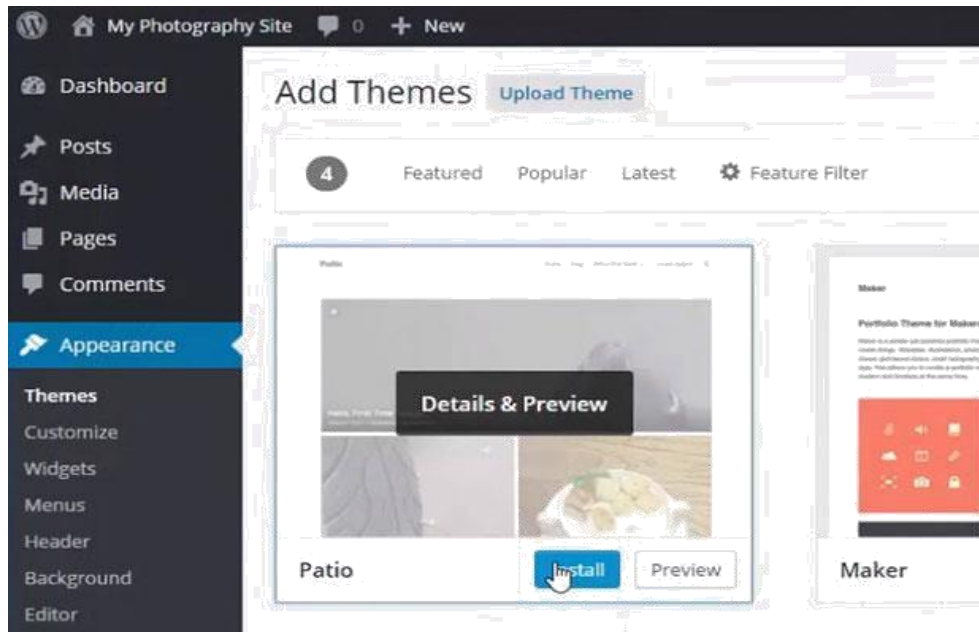 My Photography Site 0 + New
Dashboard
Posts
Media
Pages
Comments
Appearance
Themes
Customize
Widgets
Menus
Header
Background
Editor
Add Themes Upload Theme
4 Featured Popular Latest Feature Filter
Patio
Details & Preview
Patio Install Preview
Maker
Portfolio Theme for Makers
Maker